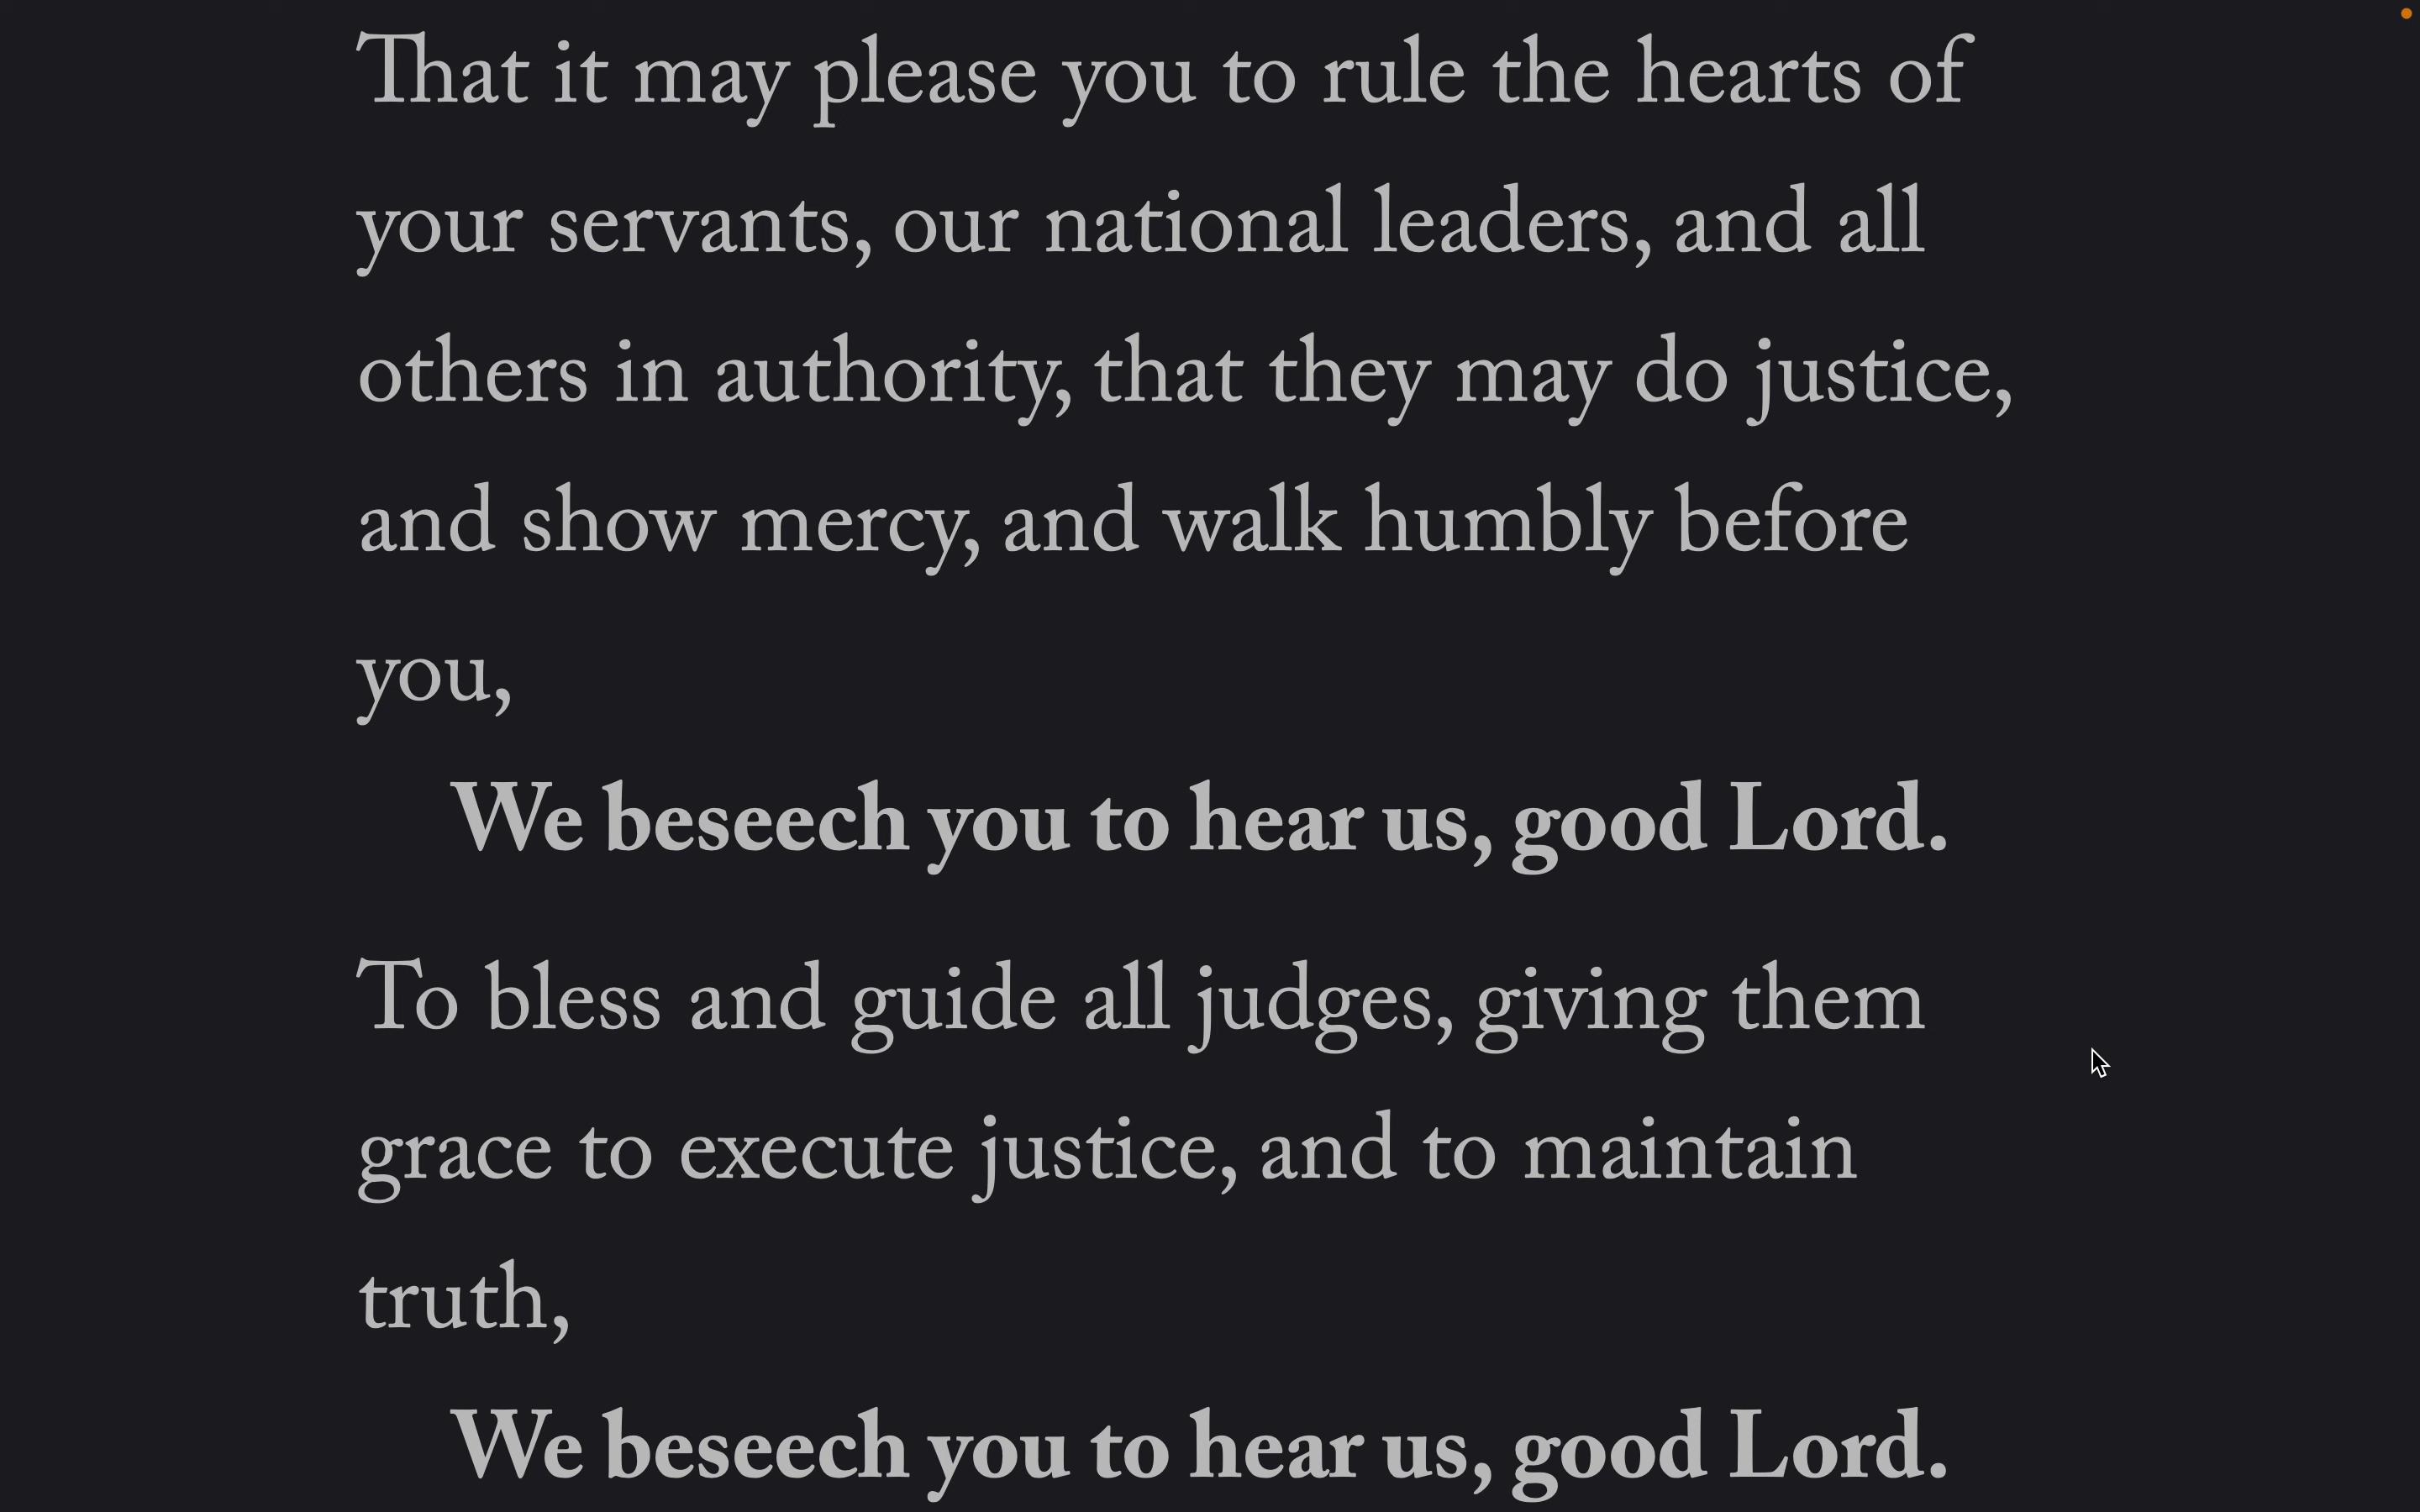 That it may please you to rule the hearts of
your servants, our national leaders, and all
others in authority, that they may do justice,
and show mercy, and walk humbly before
you,
We beseech you to hear us, good Lord.
To bless and guide all judges, giving them
grace to execute justice, and to maintain
truth,
We beseech you to hear us, good Lord.